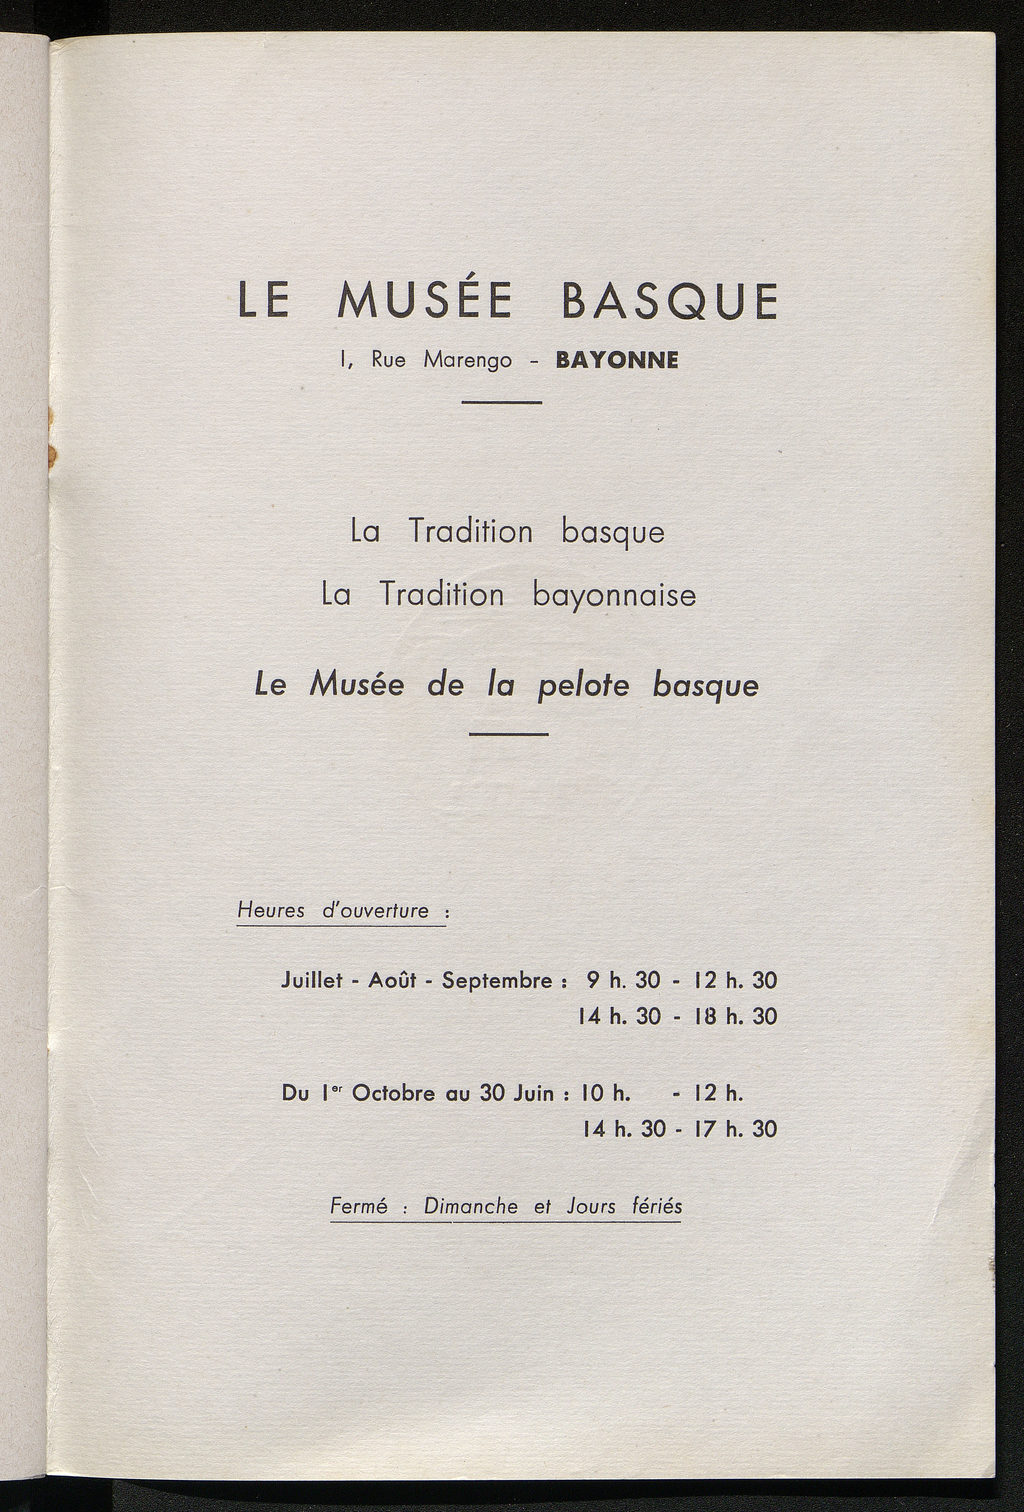 LE MUSÉE BASQUE
1, Rue Marengo - BAYONNE
La Tradition basque
La Tradition bayonnaise
Le Musée de la pelote basque
Heures d'ouverture :
Juillet - Août - Septembre : 9 h. 30 - 12 h. 30
14 h. 30 - 18 h. 30
Du 1er Octobre au 30 Juin : 10 h. - 12 h.
14 h. 30 - 17 h. 30
Fermé : Dimanche et Jours fériés